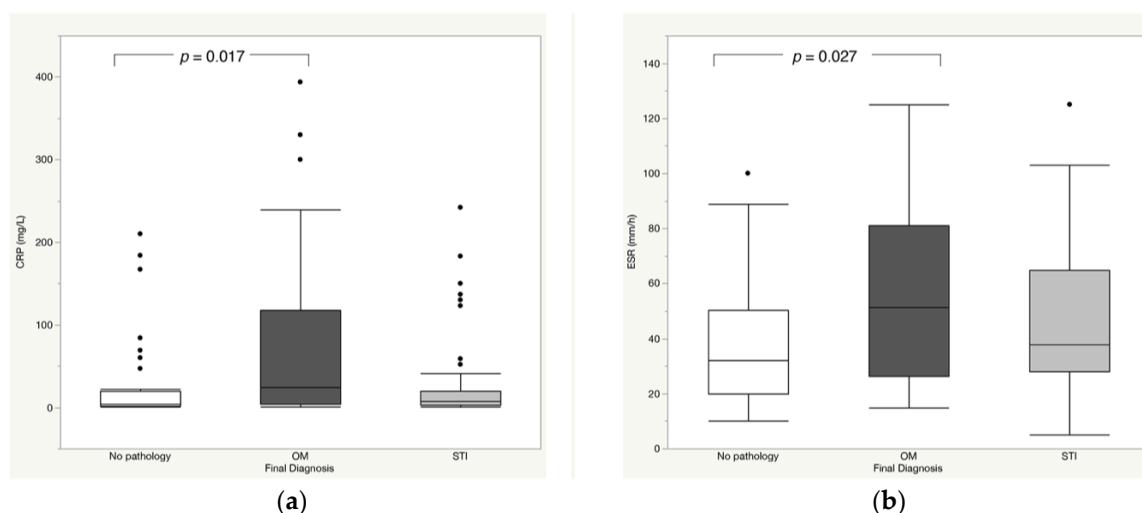 p = 0.017
400
300
200
100
0
CRP (mg/L)
No pathology OM STI
Final Diagnosis
(a)
p = 0.027
140
120
100
80
60
40
20
0
ESR (mm/h)
No pathology OM STI
Final Diagnosis
(b)